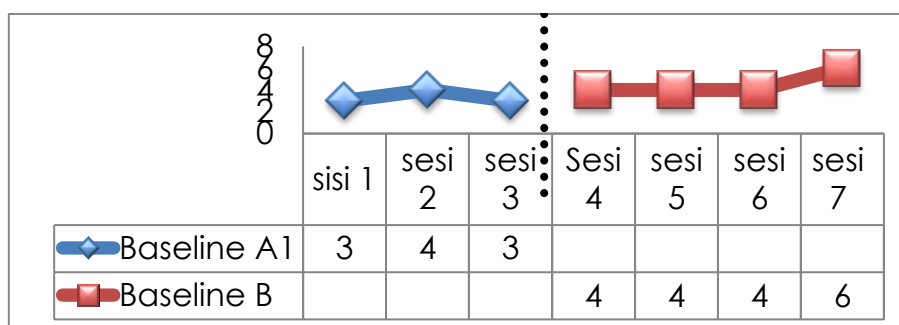 8
6
4
2
0
sisi 1 sesi 2 sesi 3 Sesi 4 sesi 5 sesi 6 sesi 7
Baseline A1 3 4 3
Baseline B 4 4 4 6